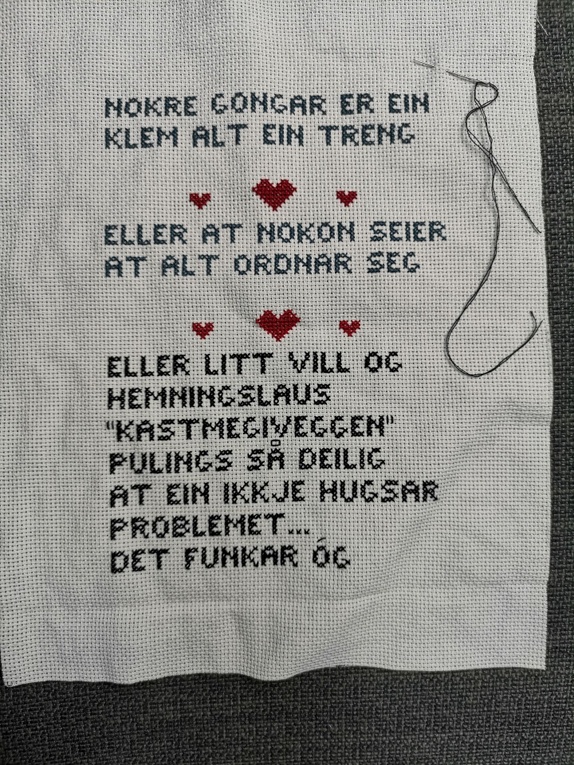 NOKRE GONGAR ER EIN
KLEM ALT EIN TRENG
ELLER AT NOKON SEIER
AT ALT ORDNAR SEG
ELLER LITT VILL OG
HEMNINGSLAUS
"KASTMEGIVEGGEN"
PULINGS SÅ DEILIG
AT EIN IKKJE HUGSAR
PROBLEMET...
DET FUNKAR ÓG